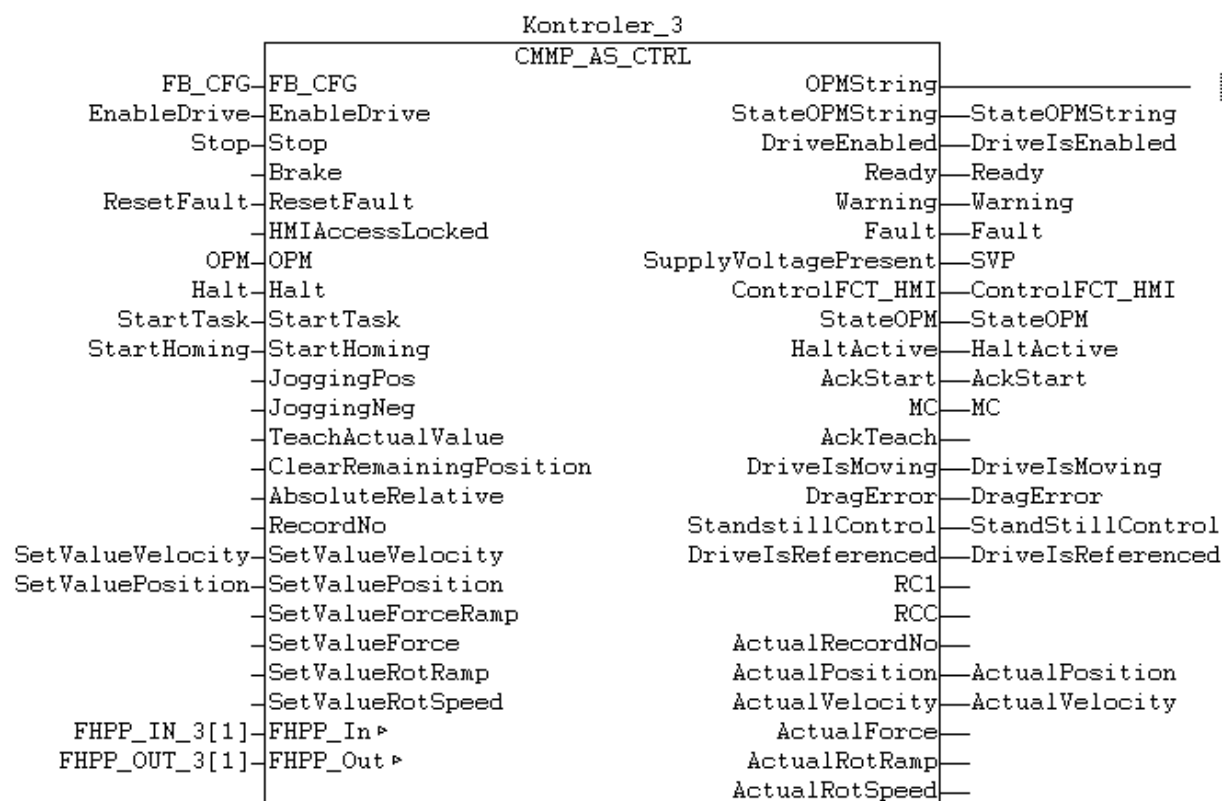 Kontroler_3
CMMP_AS_CTRL
FB_CFG FB_CFG OPMString
EnableDrive EnableDrive StateOPMString StateOPMString
Stop Stop DriveEnabled DriveIsEnabled
Brake Ready Ready
ResetFault ResetFault Warning Warning
HMIAccessLocked Fault Fault
OPM OPM SupplyVoltagePresent SVP
Halt Halt ControlFCT_HMI ControlFCT_HMI
StartTask StartTask StateOPM StateOPM
StartHoming StartHoming HaltActive HaltActive
JoggingPos AckStart AckStart
JoggingNeg MC MC
TeachActualValue AckTeach
ClearRemainingPosition DriveIsMoving DriveIsMoving
AbsoluteRelative DragError DragError
RecordNo StandstillControl StandStillControl
SetValueVelocity SetValueVelocity DriveIsReferenced DriveIsReferenced
SetValuePosition SetValuePosition RC1
SetValueForceRamp RCC
SetValueForce ActualRecordNo
SetValueRotRamp ActualPosition ActualPosition
SetValueRotSpeed ActualVelocity ActualVelocity
FHPP_IN_3[1] FHPP_In ActualForce
FHPP_OUT_3[1] FHPP_Out ActualRotRamp
ActualRotSpeed